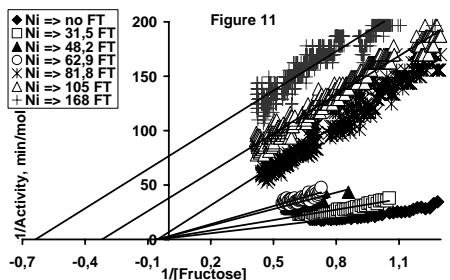 Figure 11
Ni => no FT
Ni => 31,5 FT
Ni => 48,2 FT
Ni => 62,9 FT
Ni => 81,8 FT
Ni => 105 FT
Ni => 168 FT
1/Activity, min/mol
200
150
100
50
0
-0,7 -0,4 -0,1 0,2 0,5 0,8 1,1
1/[Fructose]